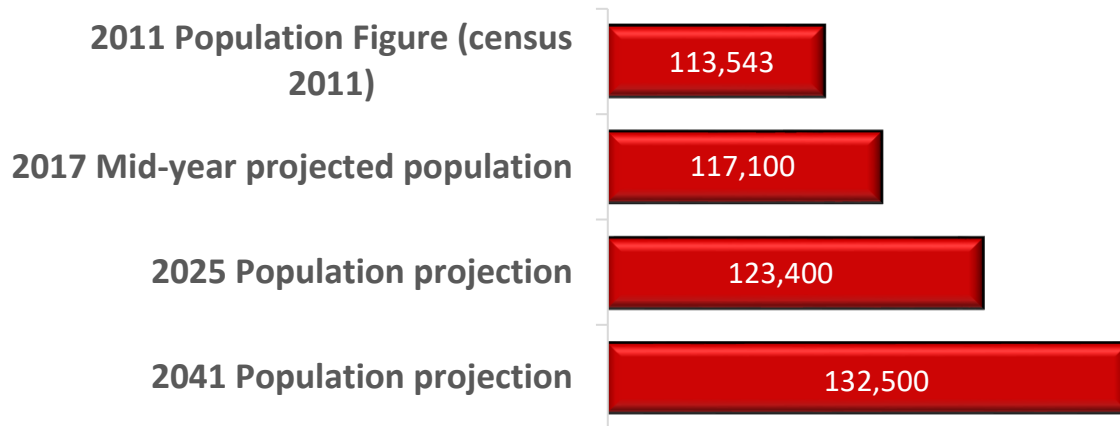 2011 Population Figure (census
2011)
113,543
2017 Mid-year projected population
117,100
2025 Population projection
123,400
2041 Population projection
132,500